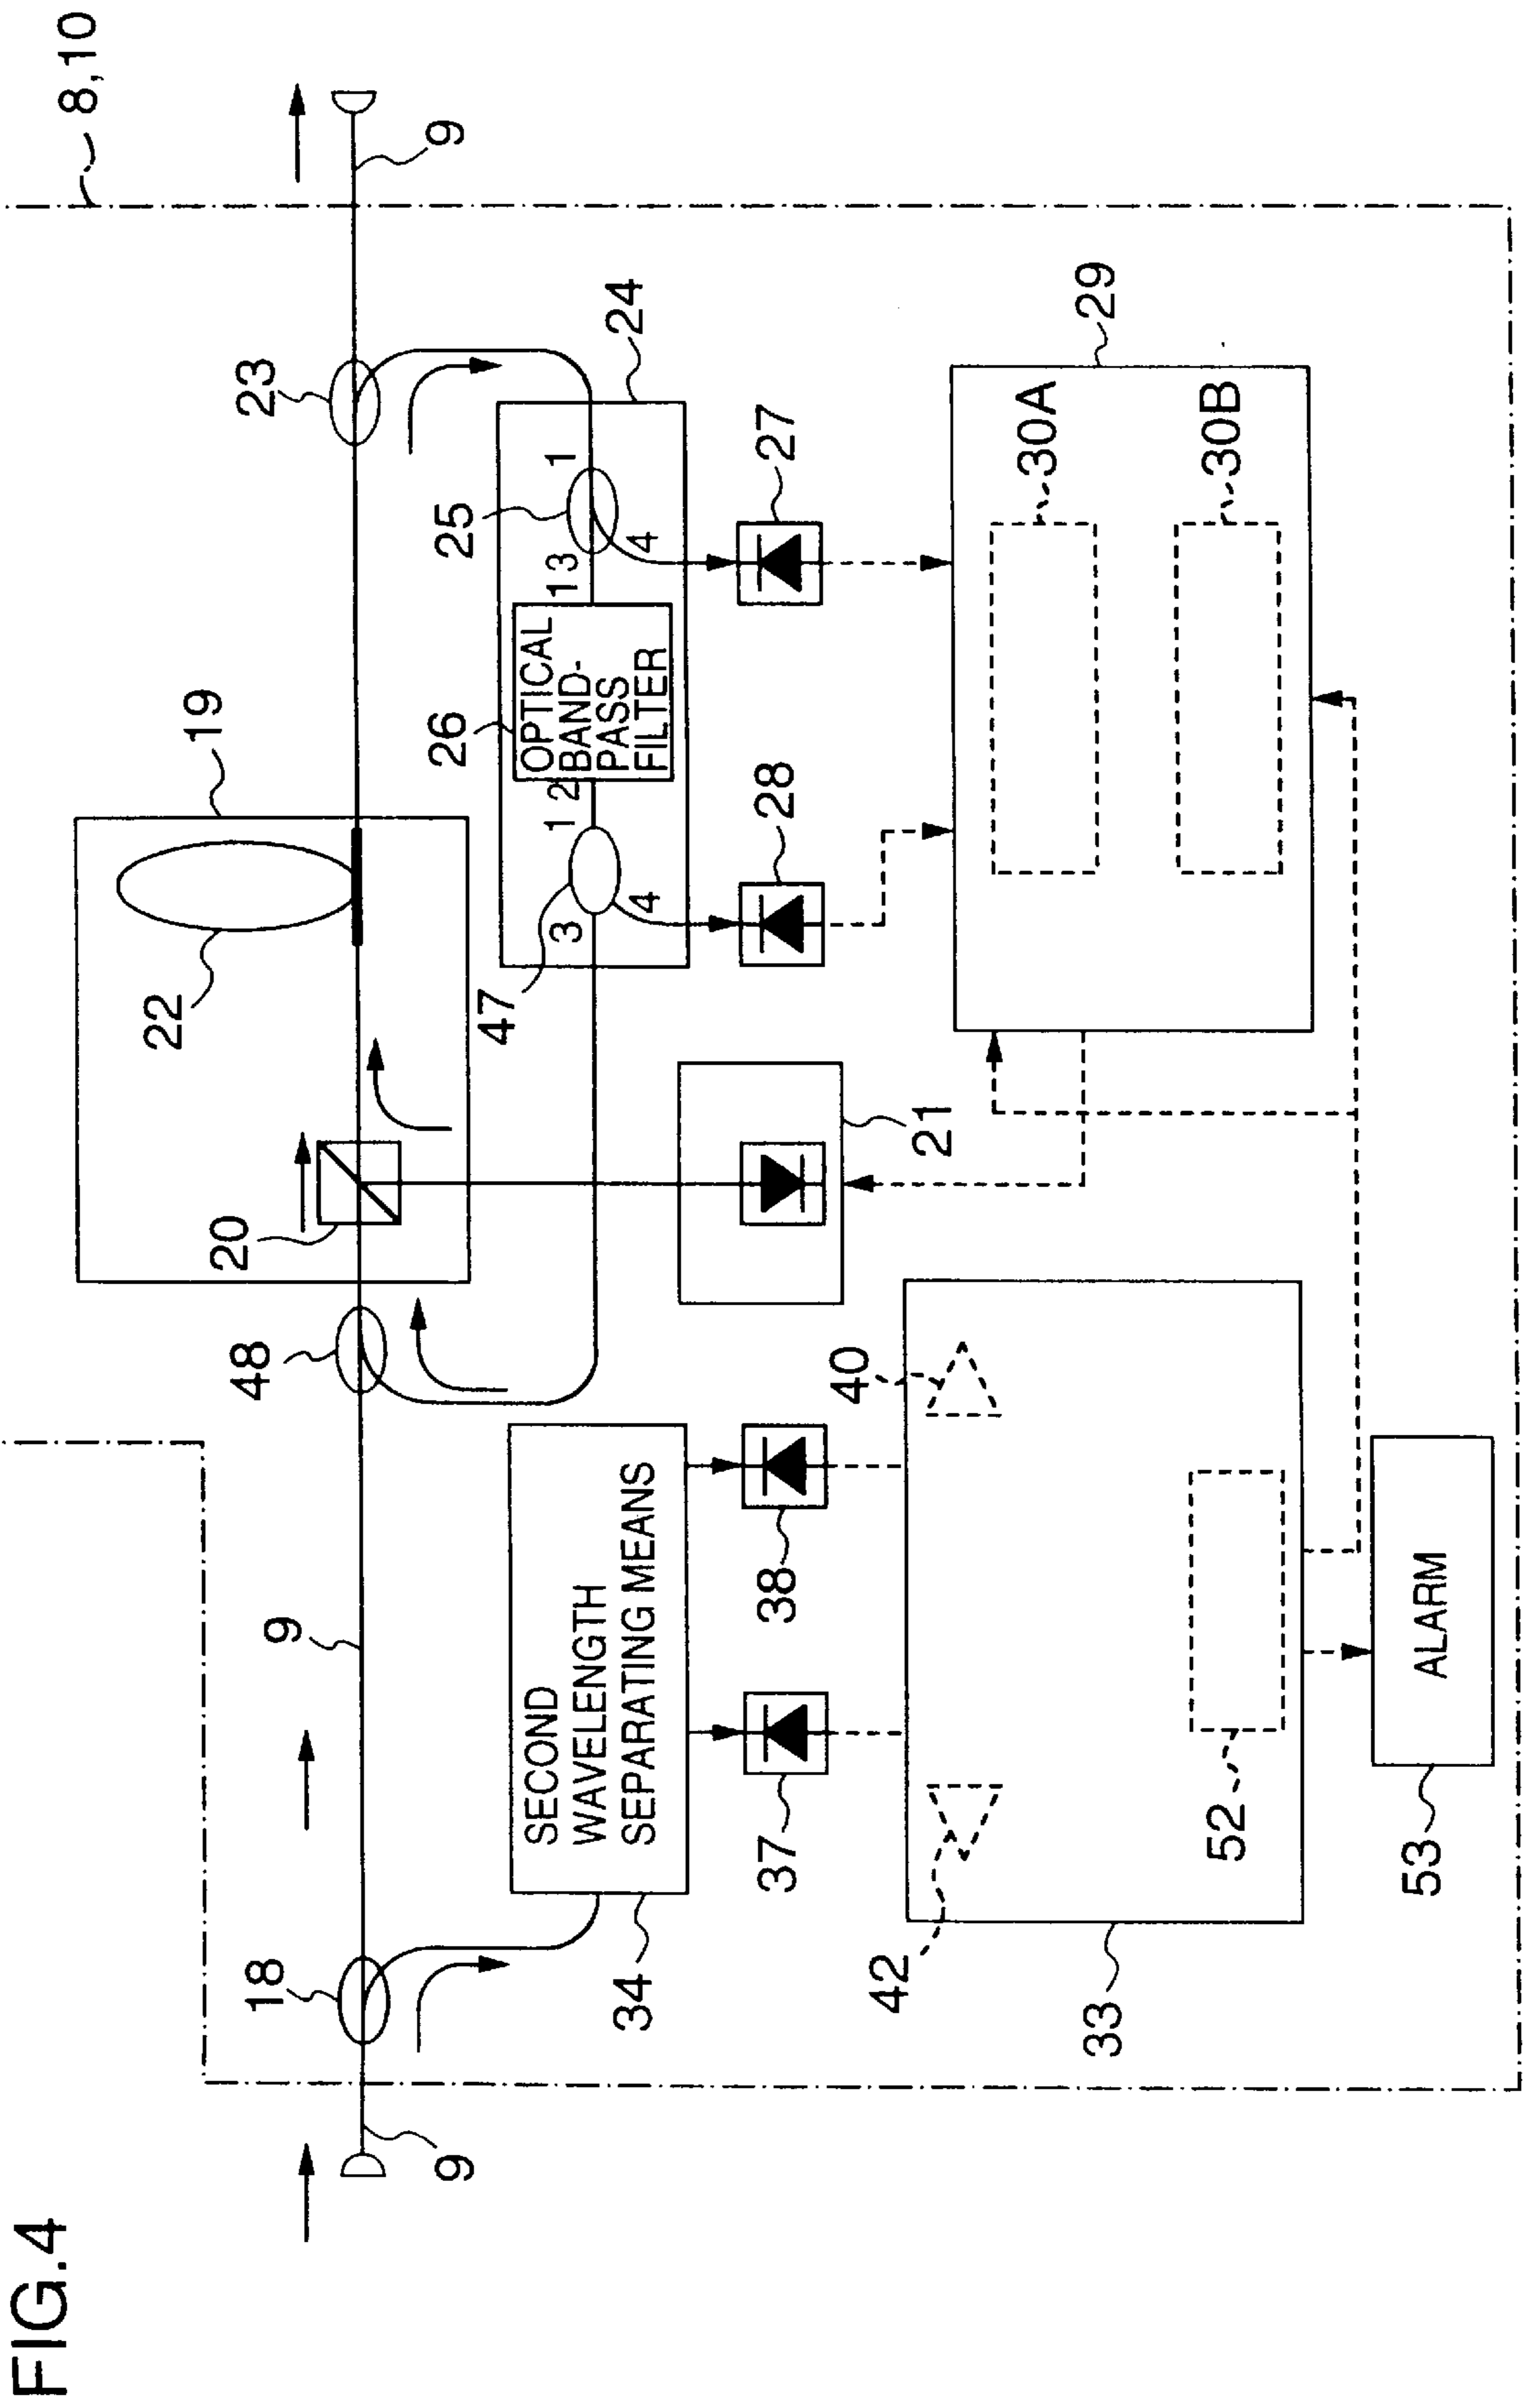 FIG.4
8,10
9
23
19
22
20
48
9
18
9
24
25
1
13
4
26
OPTICAL
BAND-
PASS
FILTER
1 2
3
4
47
27
28
29
30A
30B
21
SECOND
WAVELENGTH
SEPARATING MEANS
34
38
37
40
42
33
52
ALARM
53